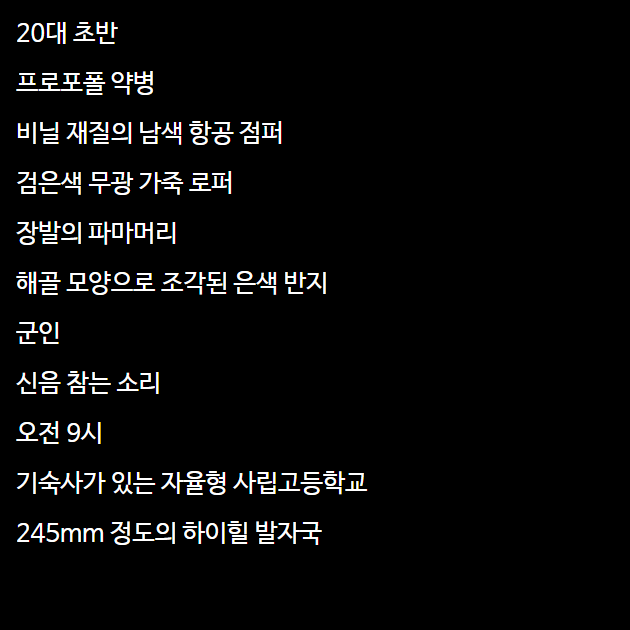 20대 초반
프로포폴 약병
비닐 재질의 남색 항공 점퍼
검은색 무광 가죽 로퍼
장발의 파마머리
해골 모양으로 조각된 은색 반지
군인
신음 참는 소리
오전 9시
기숙사가 있는 자율형 사립고등학교
245mm 정도의 하이힐 발자국